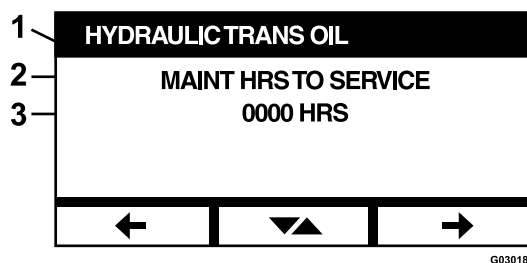 1
HYDRAULIC TRANS OIL
2
MAINT HRS TO SERVICE
3
0000 HRS
G03018